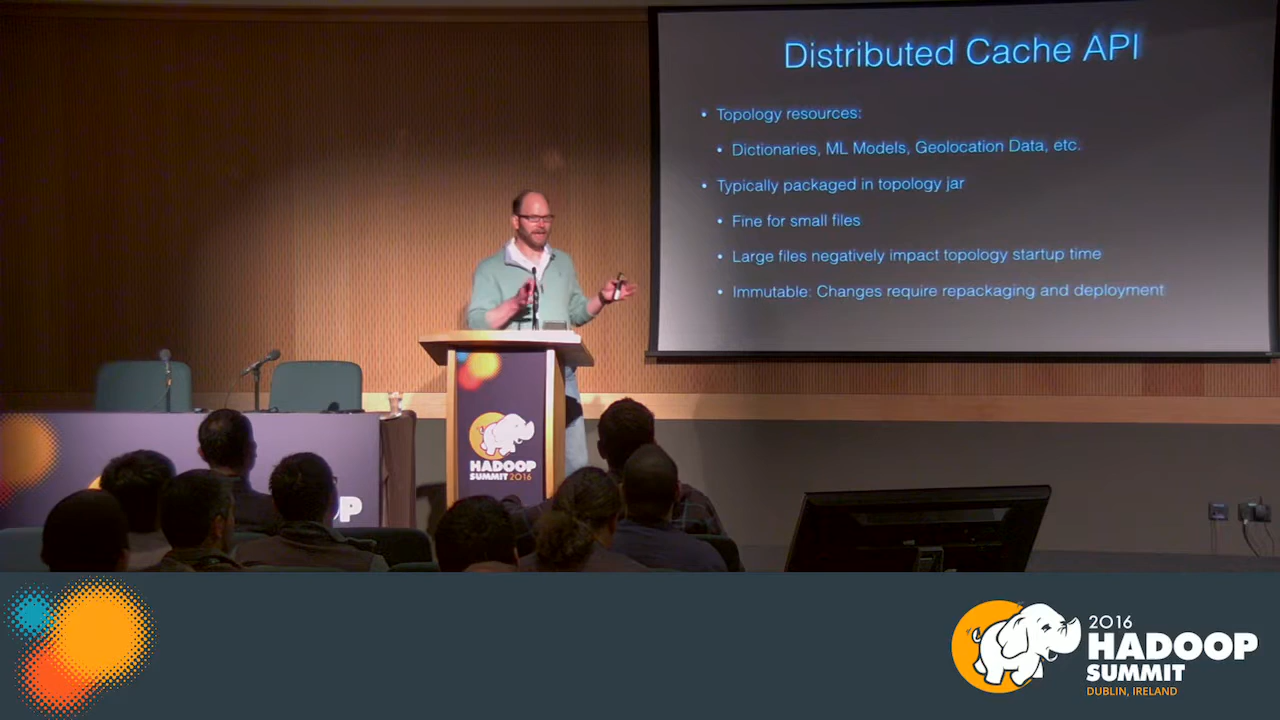 Distributed Cache API
• Topology resources:
• Dictionaries, ML Models, Geolocation Data, etc.
• Typically packaged in topology jar
• Fine for small files
• Large files negatively impact topology startup time
• Immutable: Changes require repackaging and deployment
HADOOP
SUMMIT 2016
2016
HADOOP
SUMMIT
DUBLIN, IRELAND